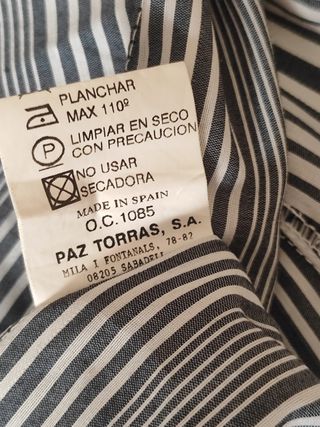 PLANCHAR
MAX 110º
P
LIMPIAR EN SECO
CON PRECAUCION
NO USAR
SECADORA
MADE IN SPAIN
O.C.1085
PAZ TORRAS, S.A.
MILA I FONTANALS, 78-82
08205 SABADELL